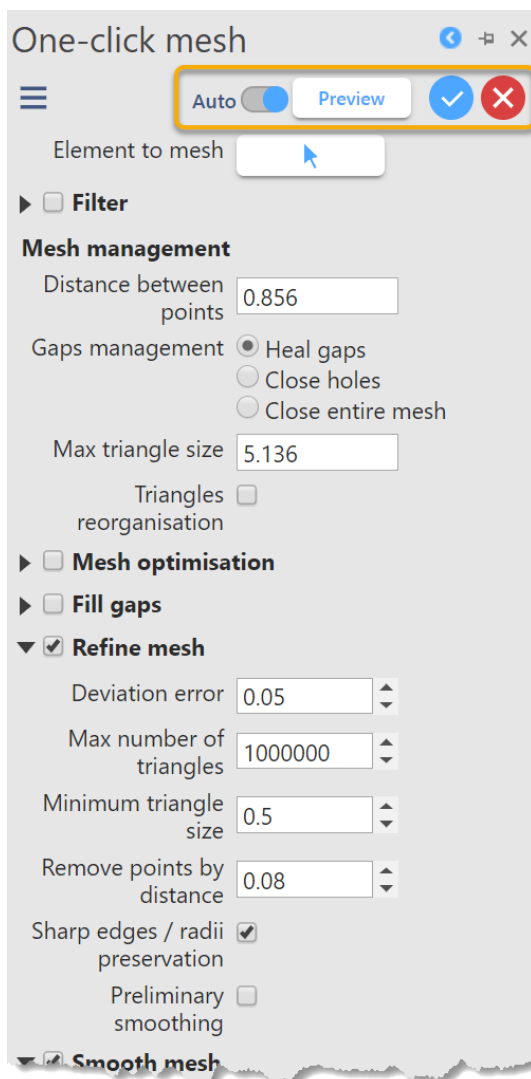 One-click mesh
Auto Preview
Element to mesh
Filter
Mesh management
Distance between
points 0.856
Gaps management Heal gaps
Close holes
Close entire mesh
Max triangle size 5.136
Triangles
reorganisation
Mesh optimisation
Fill gaps
Refine mesh
Deviation error 0.05
Max number of
triangles 1000000
Minimum triangle
size 0.5
Remove points by
distance 0.08
Sharp edges / radii
preservation
Preliminary
smoothing
Smooth mesh